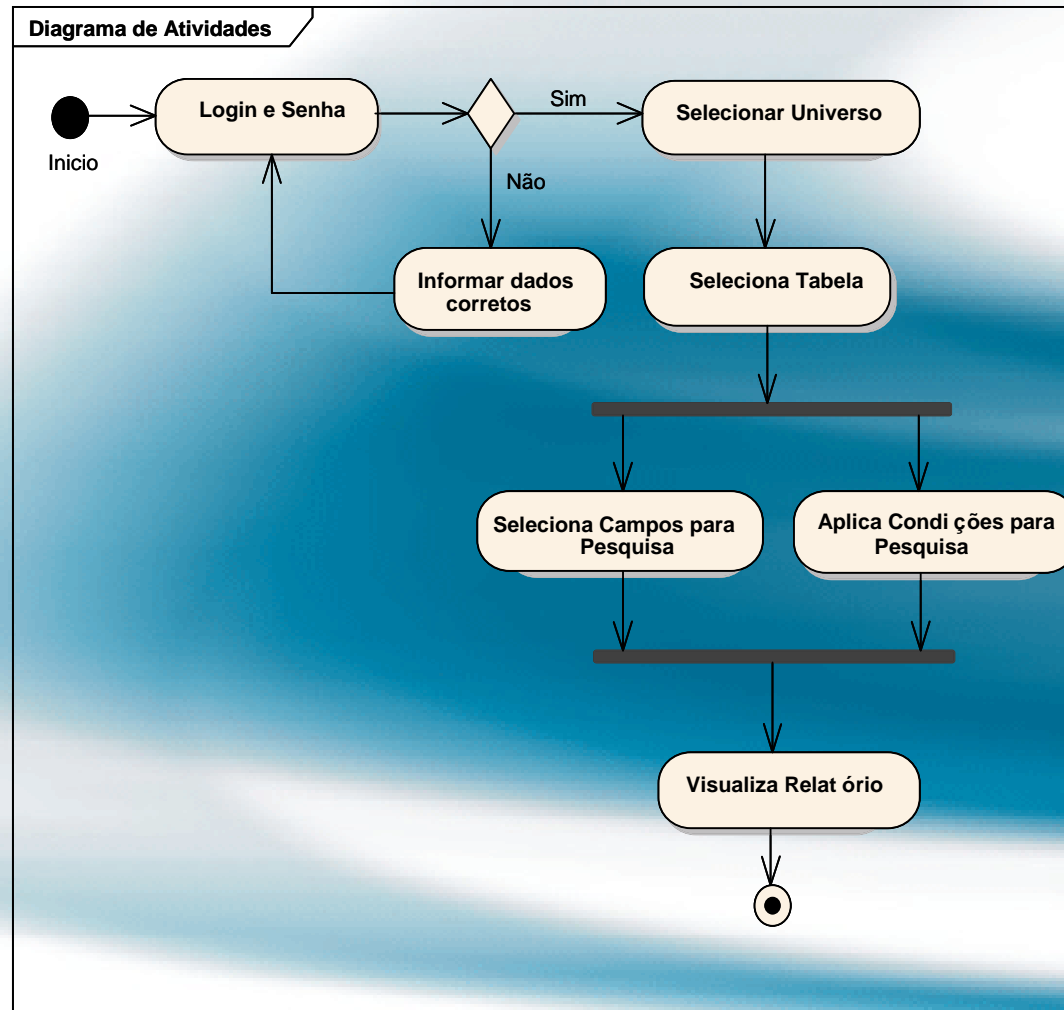 Diagrama de Atividades
Login e Senha
Sim
Selecionar Universo
Inicio
Não
Informar dados
corretos
Seleciona Tabela
Seleciona Campos para
Pesquisa
Aplica Condi ções para
Pesquisa
Visualiza Relat ório